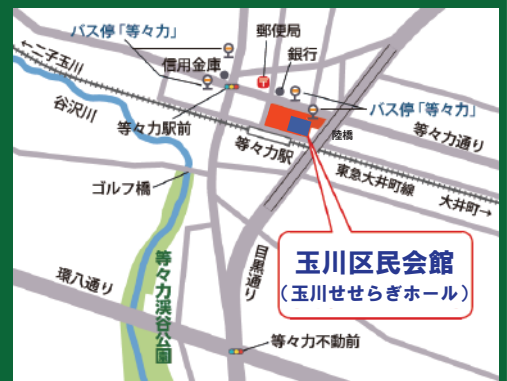 バス停「等々力」
郵便局
←二子玉川
信用金庫
銀行
谷沢川
バス停「等々力」
等々力駅前
等々力通り
陸橋
等々力駅
東急大井町線
大井町→
ゴルフ橋
玉川区民会館
（玉川せせらぎホール）
目黒通り
等々力渓谷公園
環八通り
等々力不動前